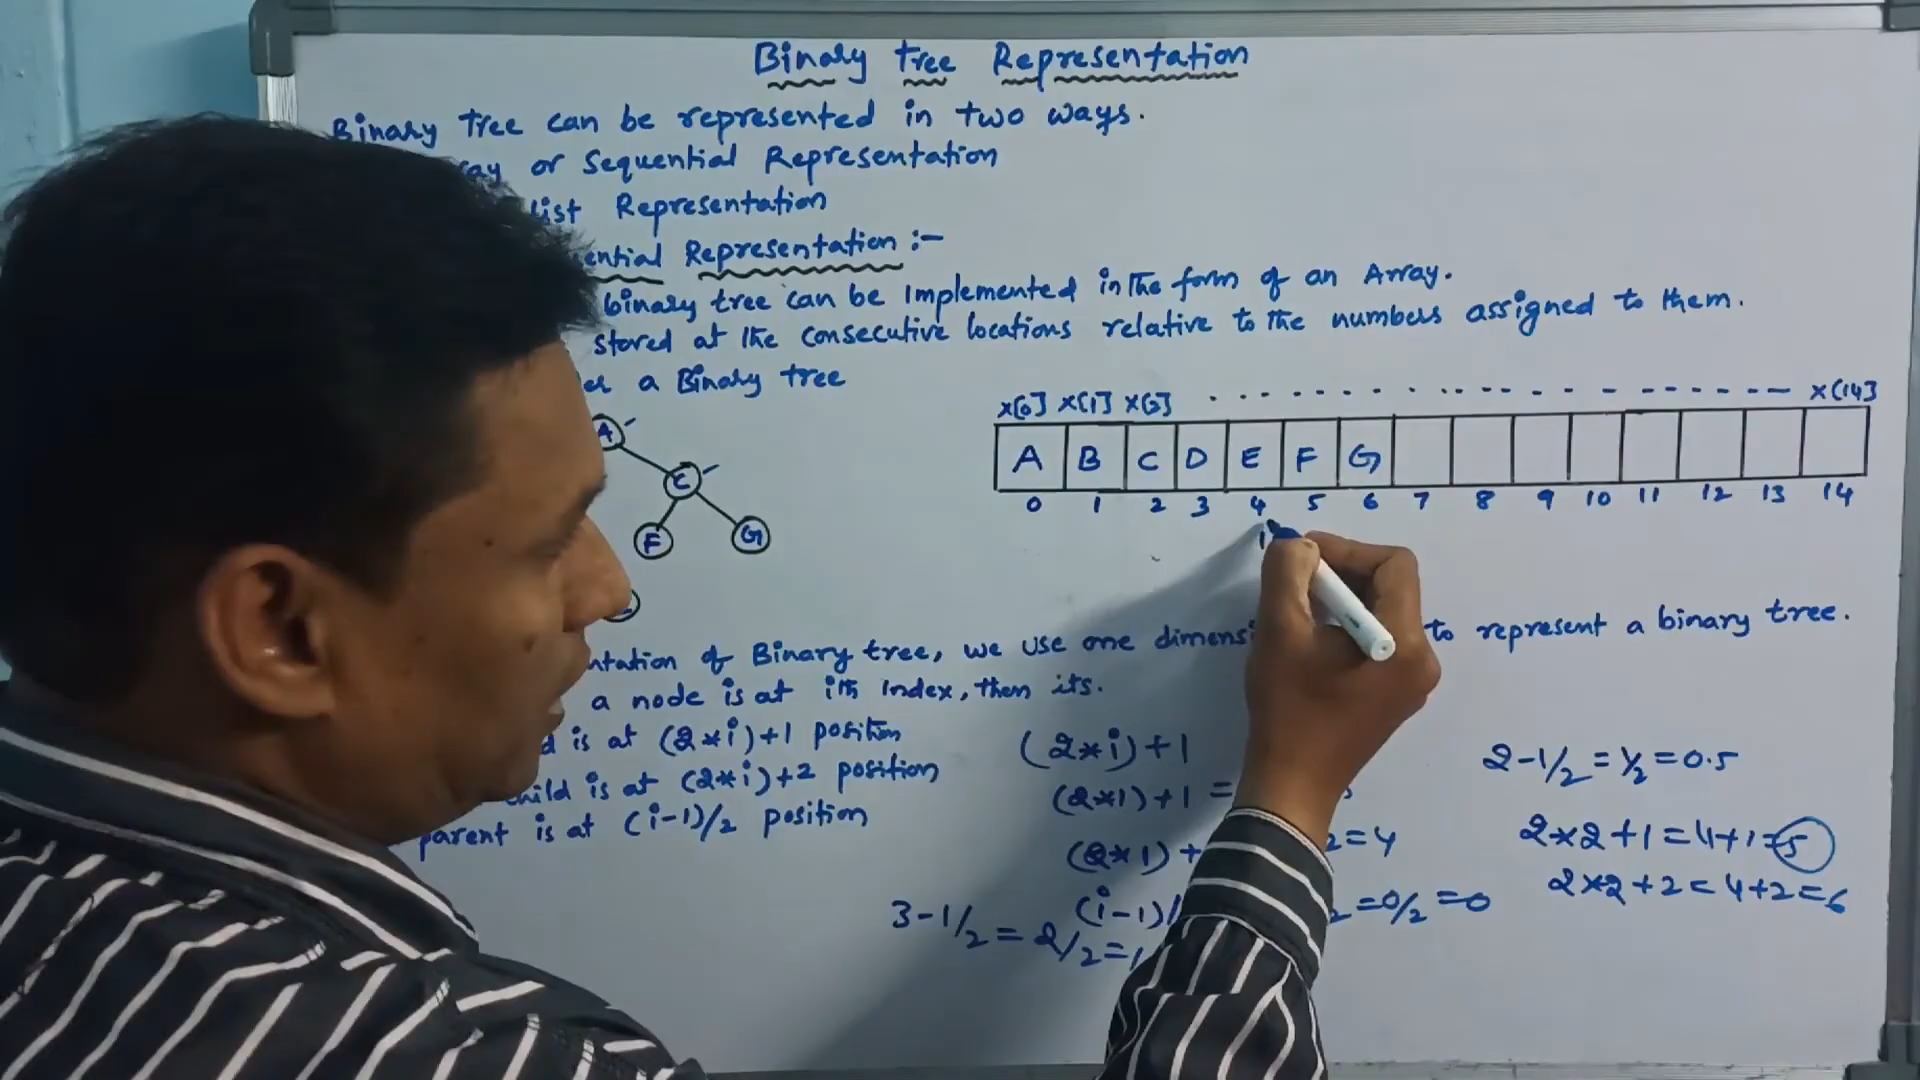 Binary Tree Representation
Binary Tree can be represented in two ways.
or Sequential Representation
List Representation
Representation :-
binary tree can be Implemented in the form of an Array.
stored at the consecutive locations relative to the numbers assigned to them.
a Binary tree
X[0] X[1] X[2] X[14]
A B C D E F G
0 1 2 3 4 5 6 7 8 9 10 11 12 13 14
A
E
F G
of Binary tree, we use one to represent a binary tree.
a node is at ith index, then its.
is at (2*i)+1 position
is at (2*i)+2 position
parent is at (i-1)/2 position
(2*i)+1
(2*1)+1 =
(2*1)+ =4
(i-1)/ =0/2 =0
3-1/2 = 2/2=1
2-1/2 = 1/2 = 0.5
2*2+1=4+1=5
2*2+2=4+2=6